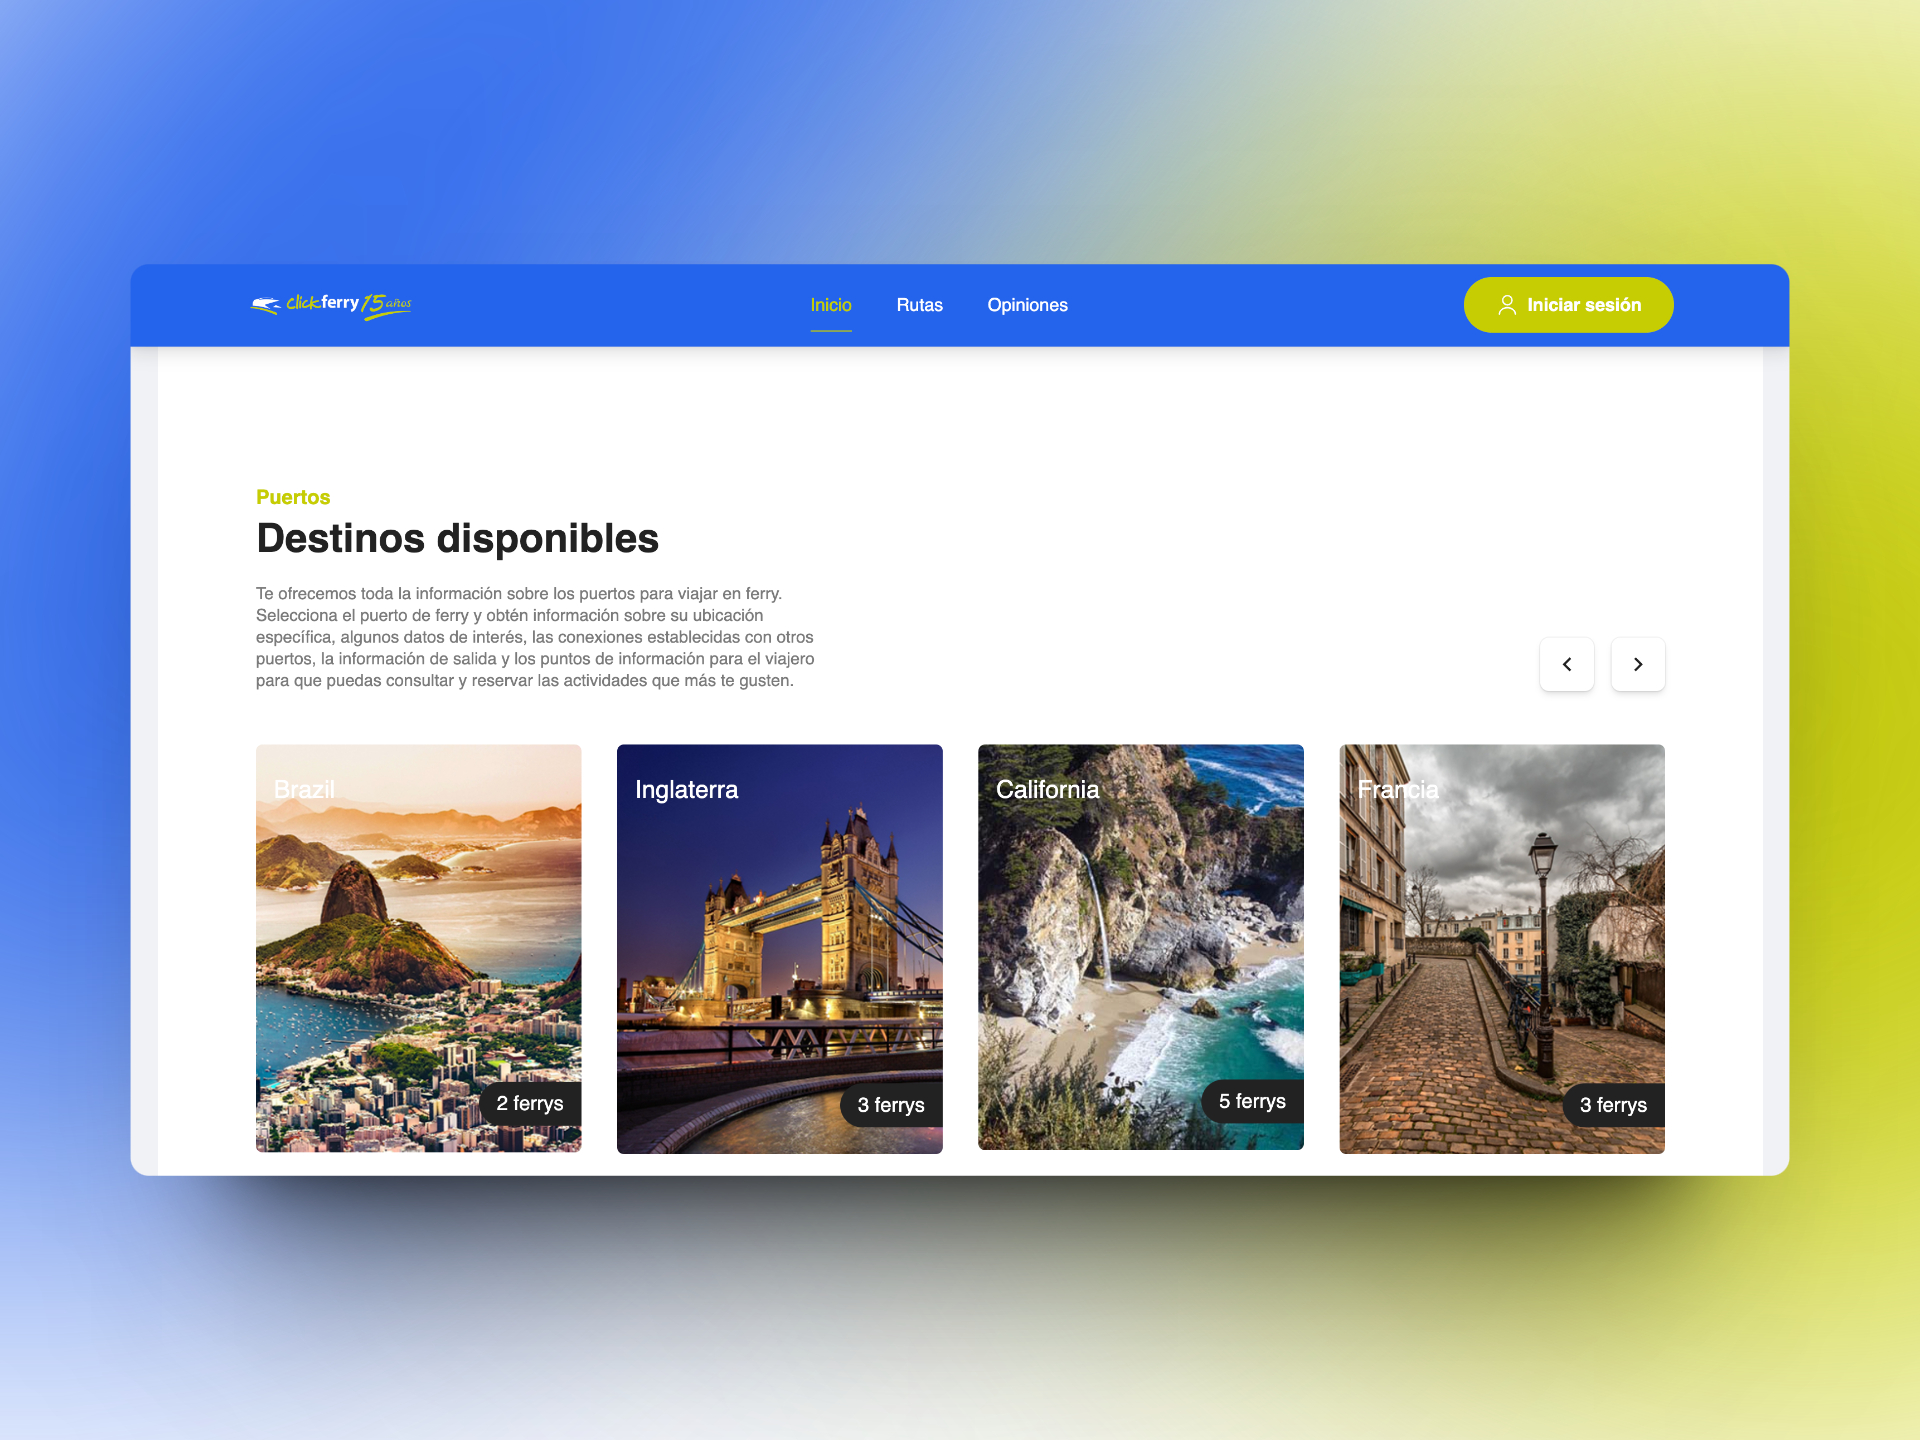 clickferry 15 años
Inicio
Rutas
Opiniones
Iniciar sesión
Puertos
Destinos disponibles
Te ofrecemos toda la información sobre los puertos para viajar en ferry.
Selecciona el puerto de ferry y obtén información sobre su ubicación
específica, algunos datos de interés, las conexiones establecidas con otros
puertos, la información de salida y los puntos de información para el viajero
para que puedas consultar y reservar las actividades que más te gusten.
Brazil
2 ferrys
Inglaterra
3 ferrys
California
5 ferrys
Francia
3 ferrys